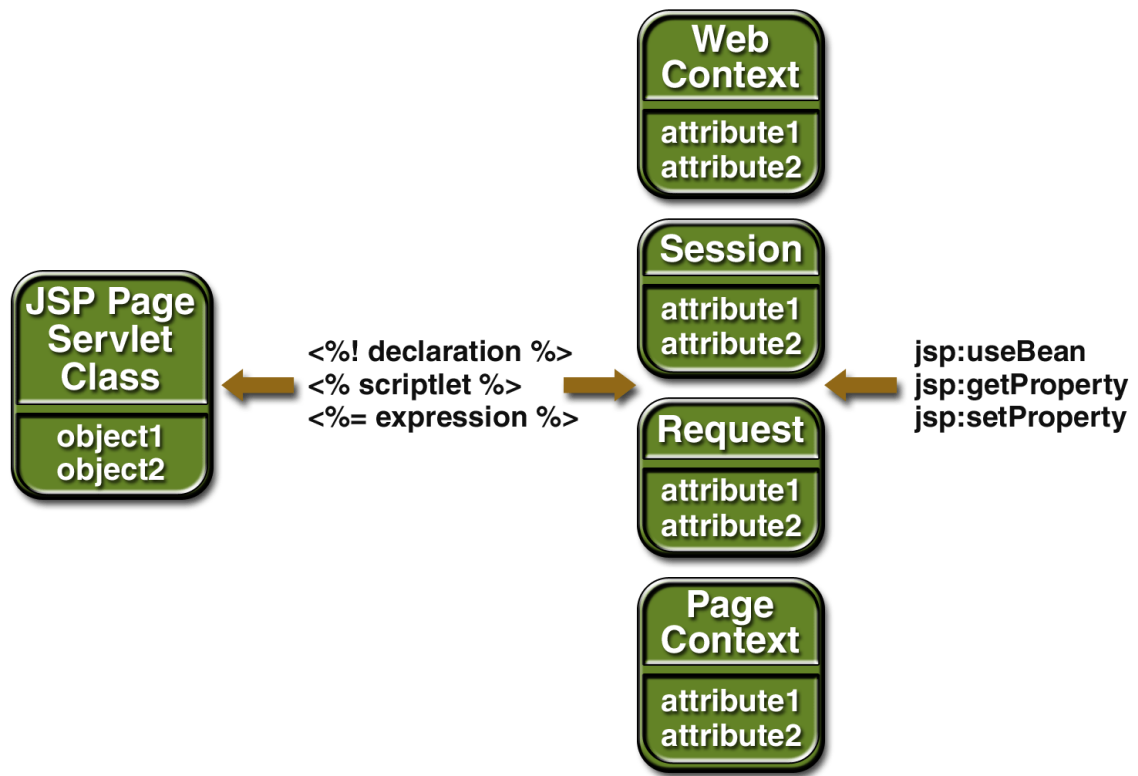 JSP Page
Servlet
Class
object1
object2
<%! declaration %>
<% scriptlet %>
<%= expression %>
Web
Context
attribute1
attribute2
Session
attribute1
attribute2
Request
attribute1
attribute2
Page
Context
attribute1
attribute2
jsp:useBean
jsp:getProperty
jsp:setProperty